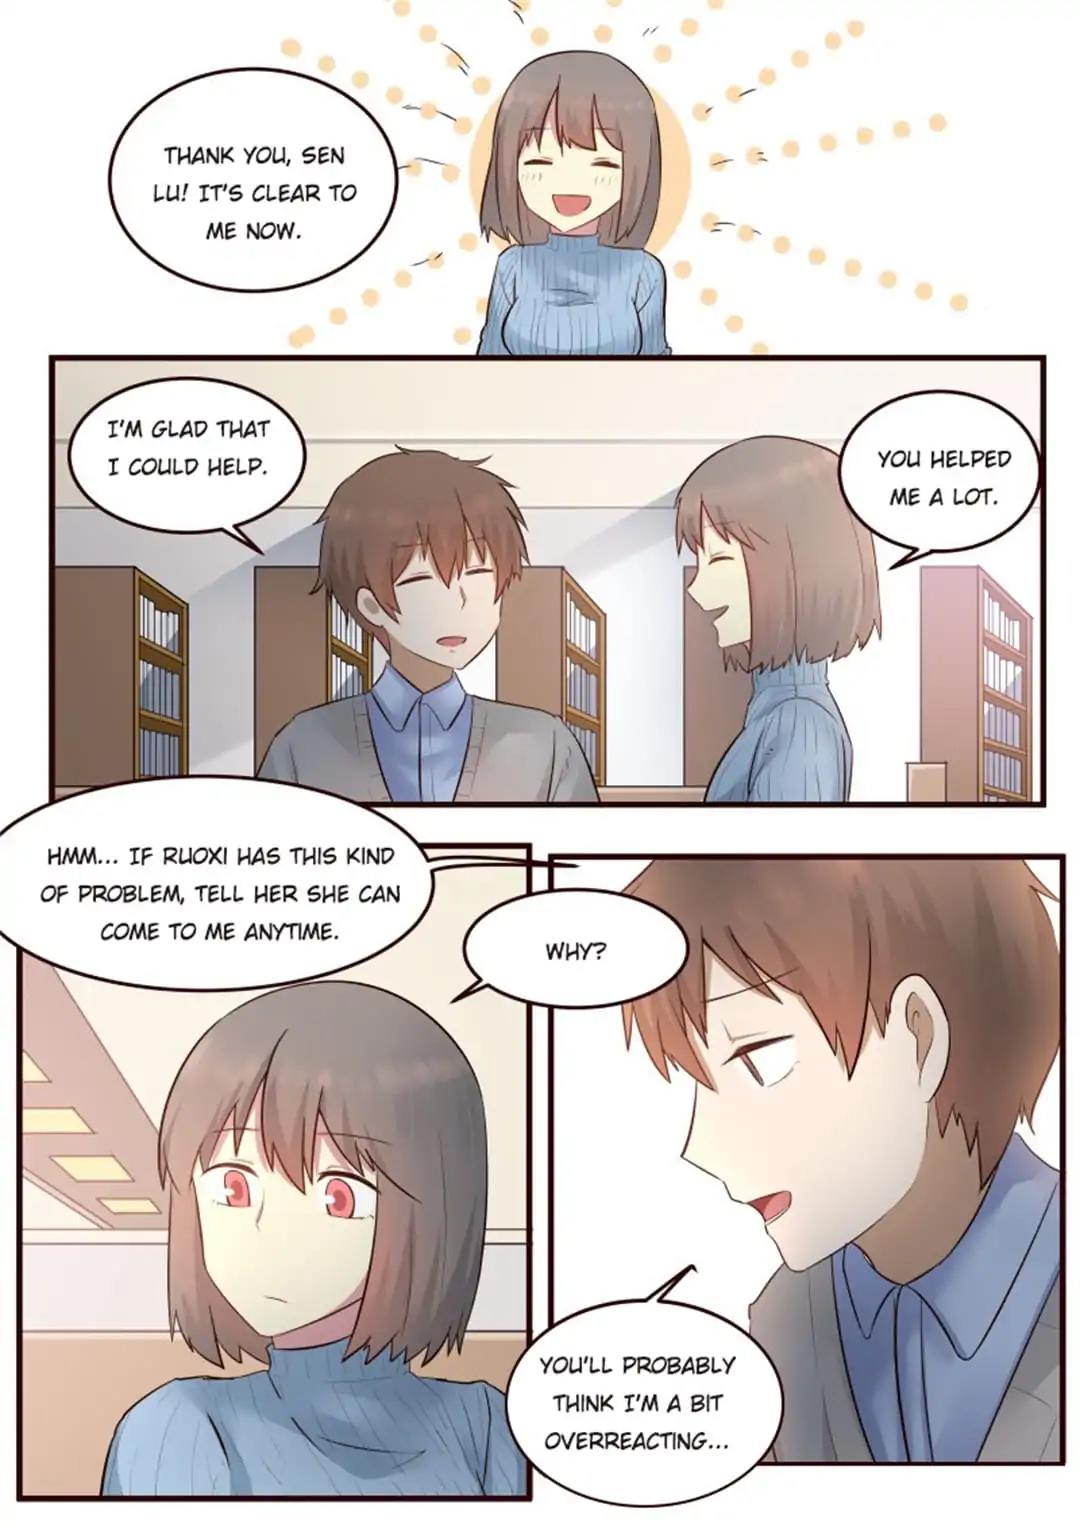 THANK YOU, SEN
LU! IT'S CLEAR TO
ME NOW.
I'M GLAD THAT
I COULD HELP.
YOU HELPED
ME A LOT.
HMM... IF RUOXI HAS THIS KIND
OF PROBLEM, TELL HER SHE CAN
COME TO ME ANYTIME.
WHY?
YOU'LL PROBABLY
THINK I'M A BIT
OVERREACTING...